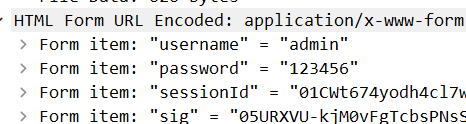 HTML Form URL Encoded: application/x-www-form
Form item: "username" = "admin"
Form item: "password" = "123456"
Form item: "sessionId" = "01CWt674yodh4cl7w
Form item: "sig" = "05URXVU-kjM0vFgTcbsPNsS